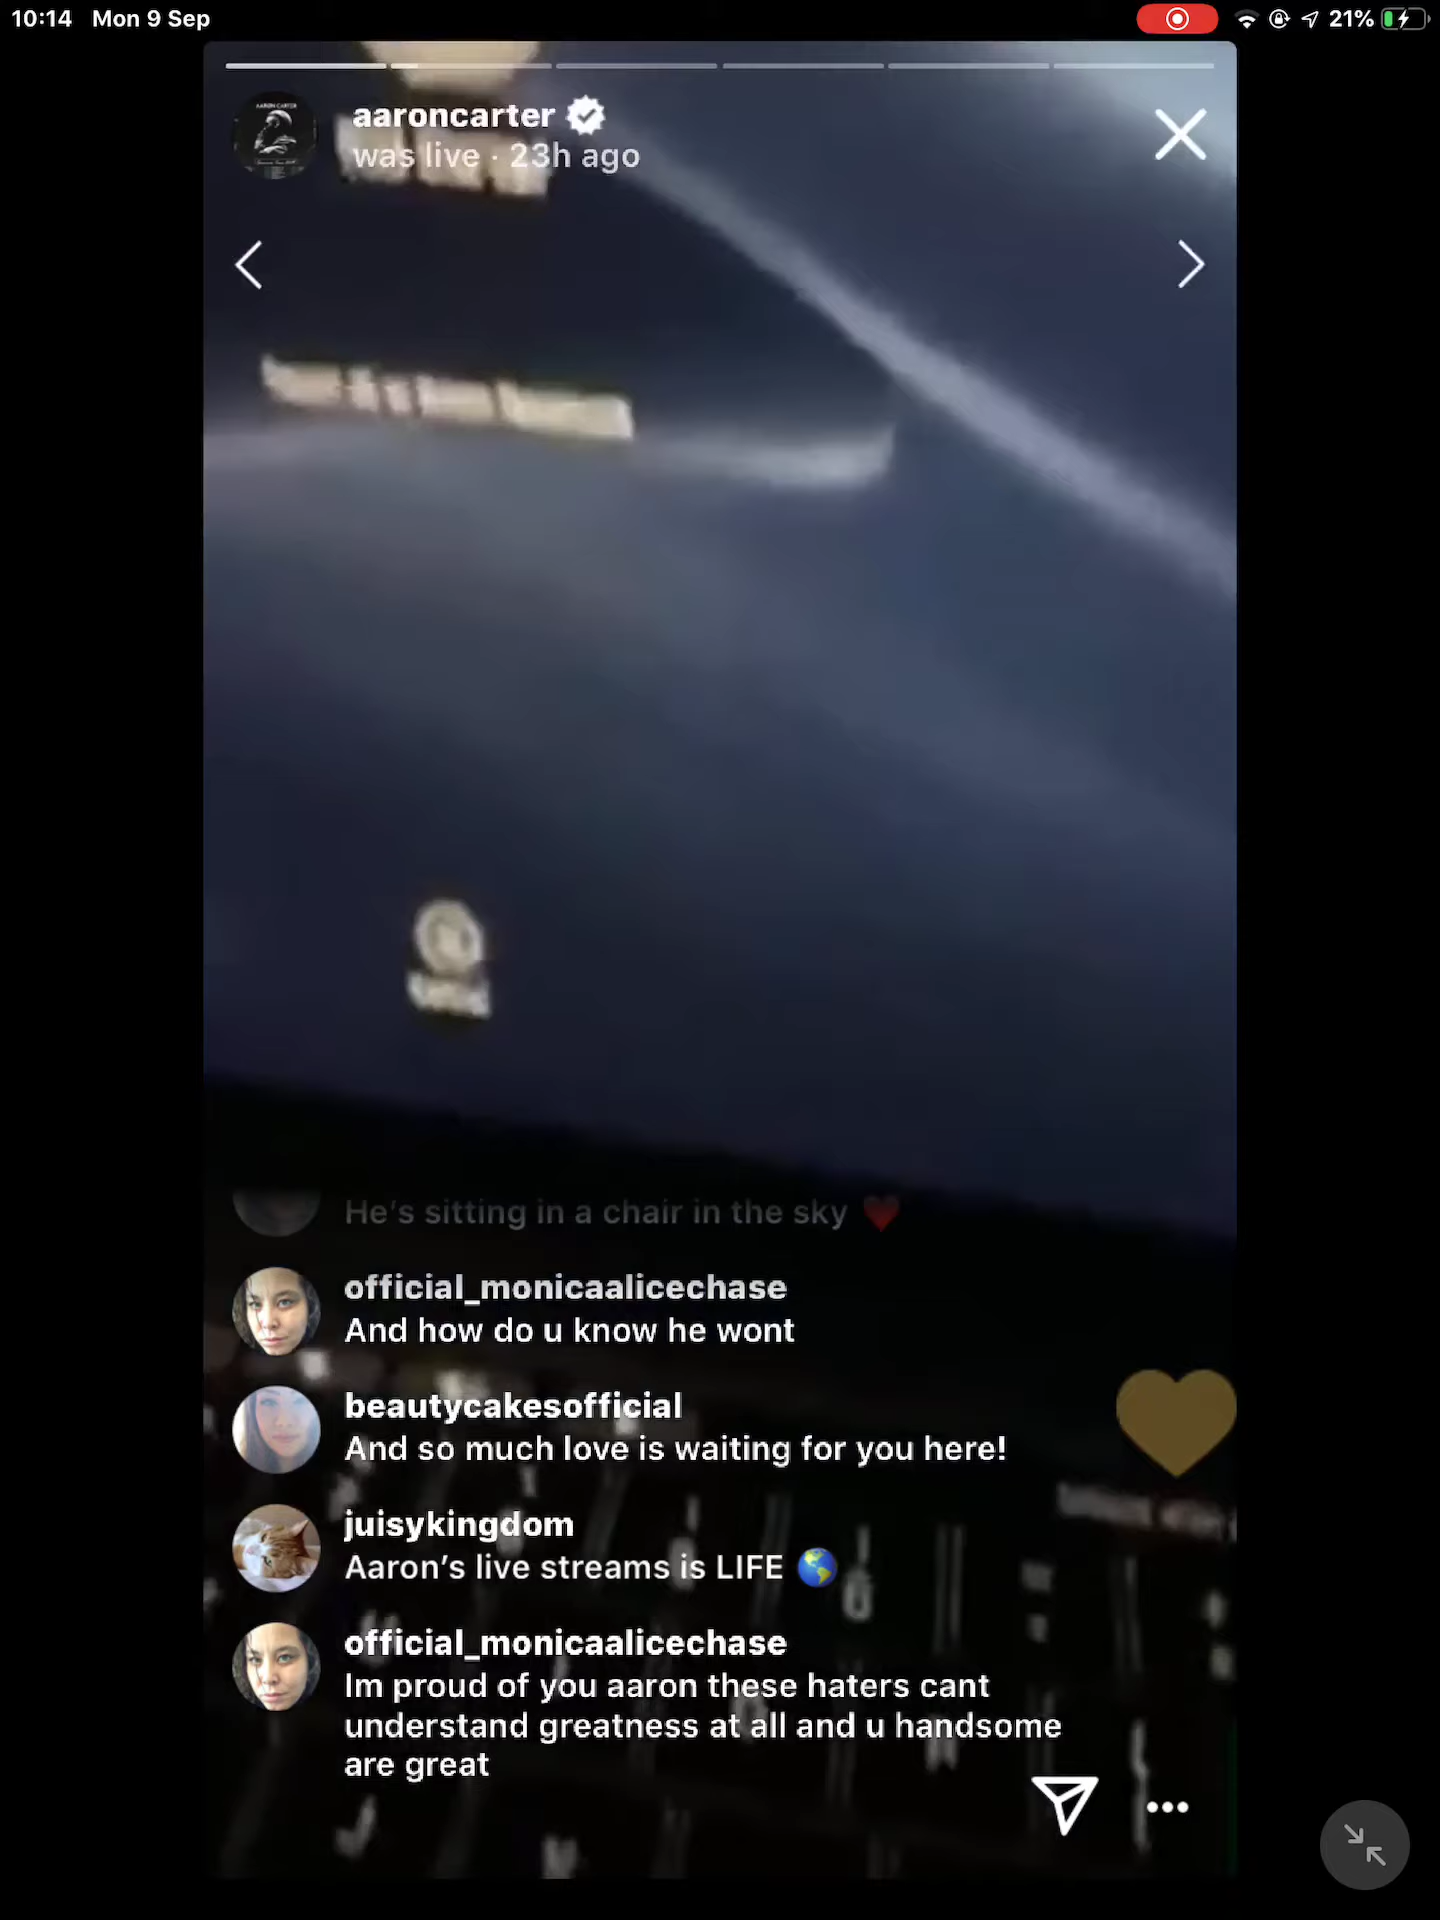 10:14 Mon 9 Sep
21%
aaroncarter
was live · 23h ago
He's sitting in a chair in the sky ❤️
official_monicaalicechase
And how do u know he wont
beautycakesofficial
And so much love is waiting for you here!
juisykingdom
Aaron's live streams is LIFE 🌎
official_monicaalicechase
Im proud of you aaron these haters cant
understand greatness at all and u handsome
are great